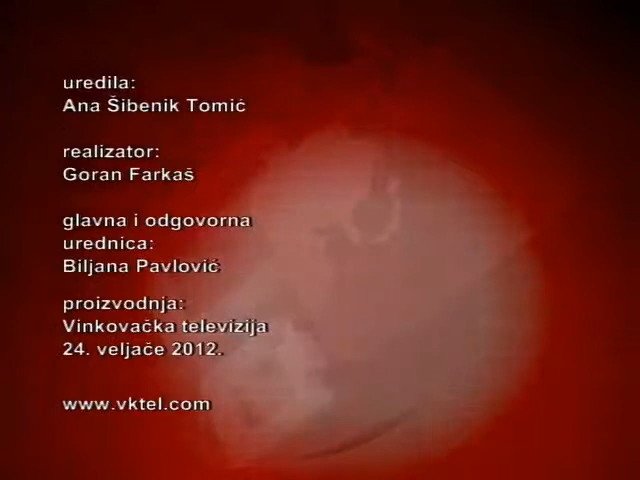 uredila:
Ana Šibenik Tomić
realizator:
Goran Farkaš
glavna i odgovorna
urednica:
Biljana Pavlović
proizvodnja:
Vinkovačka televizija
24. veljače 2012.
www.vktel.com